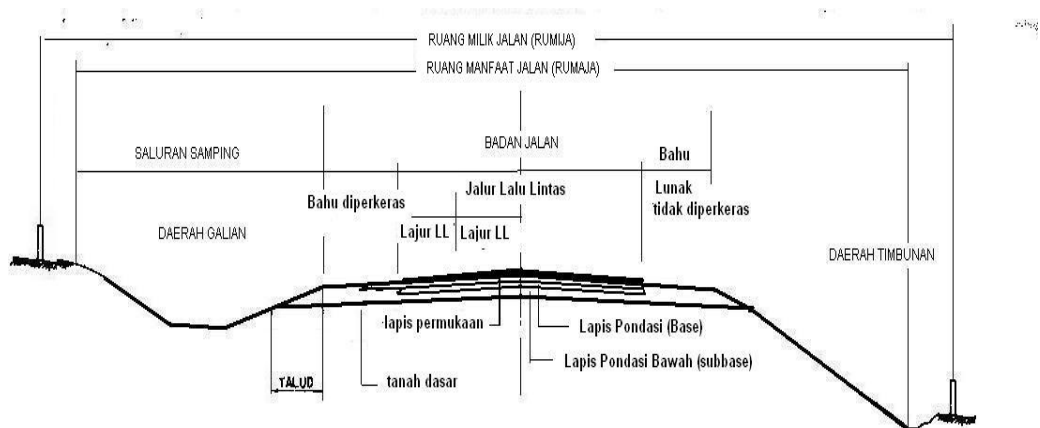 RUANG MILIK JALAN (RUMIJA)
RUANG MANFAAT JALAN (RUMAJA)
SALURAN SAMPING
BADAN JALAN
Bahu
Bahu diperkeras
Jalur Lalu Lintas
Lunak
tidak diperkeras
DAERAH GALIAN
Lajur LL
Lajur LL
DAERAH TIMBUNAN
lapis permukaan
Lapis Pondasi (Base)
Lapis Pondasi Bawah (subbase)
TALUD
tanah dasar